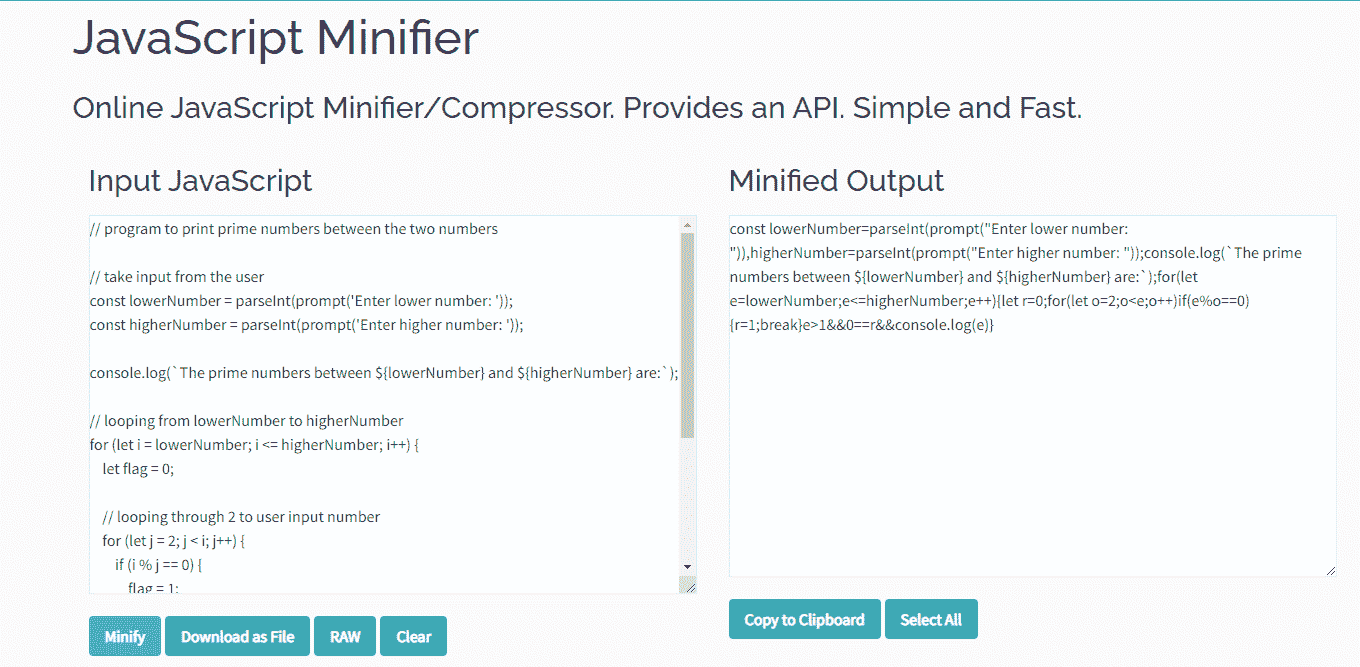 JavaScript Minifier
Online JavaScript Minifier/Compressor. Provides an API. Simple and Fast.
Input JavaScript
// program to print prime numbers between the two numbers
// take input from the user
const lowerNumber = parseInt(prompt('Enter lower number: '));
const higherNumber = parseInt(prompt('Enter higher number: '));
console.log(`The prime numbers between ${lowerNumber} and ${higherNumber} are:`);
// looping from lowerNumber to higherNumber
for (let i = lowerNumber; i <= higherNumber; i++) {
let flag = 0;
// looping through 2 to user input number
for (let j = 2; j < i; j++) {
if (i % j == 0) {
flag = 1;
Minify
Download as File
RAW
Clear
Minified Output
const lowerNumber=parseInt(prompt("Enter lower number:
")),higherNumber=parseInt(prompt("Enter higher number: "));console.log(`The prime
numbers between ${lowerNumber} and ${higherNumber} are:`);for(let
e=lowerNumber;e<=higherNumber;e++){let r=0;for(let o=2;o<e;o++)if(e%o==0)
{r=1;break}e>1&&0==r&&console.log(e)}
Copy to Clipboard
Select All